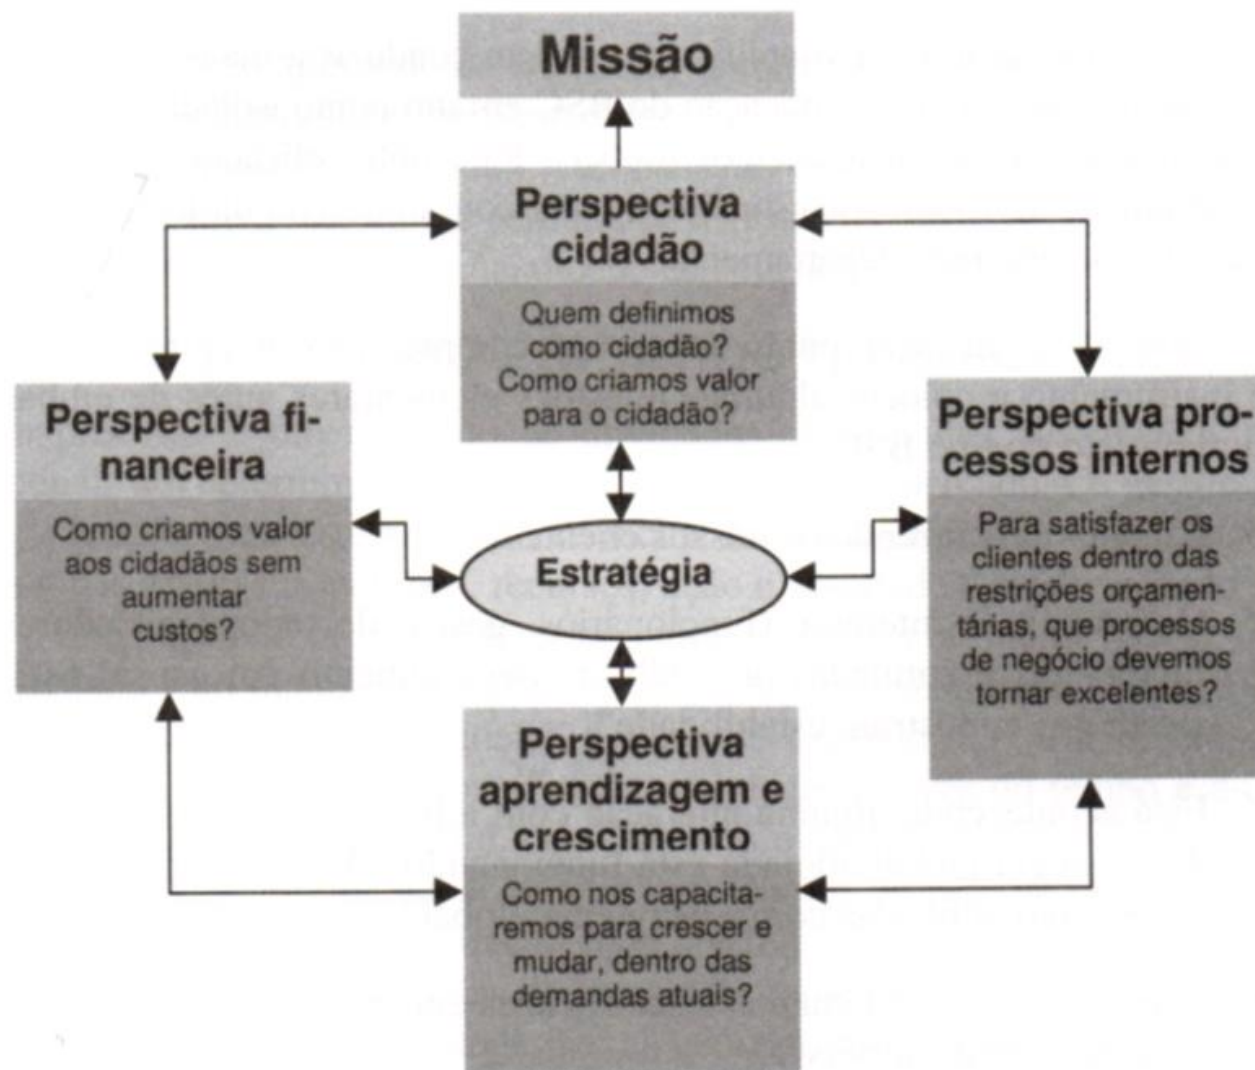 Missão
Perspectiva
cidadão
Quem definimos
como cidadão?
Como criamos valor
para o cidadão?
Perspectiva fi-
nanceira
Como criamos valor
aos cidadãos sem
aumentar
custos?
Estratégia
Perspectiva pro-
cessos internos
Para satisfazer os
clientes dentro das
restrições orçamen-
tárias, que processos
de negócio devemos
tornar excelentes?
Perspectiva
aprendizagem e
crescimento
Como nos capacita-
remos para crescer e
mudar, dentro das
demandas atuais?